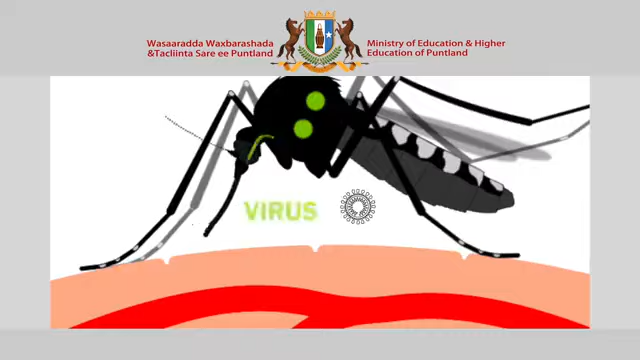 Wasaaradda Waxbarashada
&Tacliinta Sare ee Puntland
Ministry of Education & Higher
Education of Puntland
VIRUS